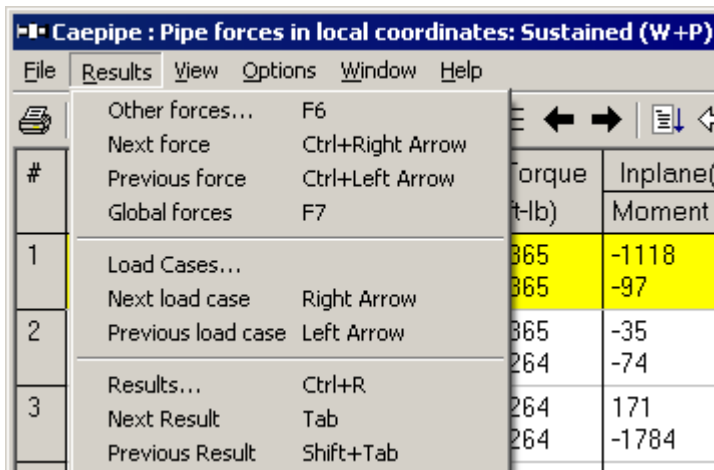 Caepipe : Pipe forces in local coordinates: Sustained (W+P)
File Results View Options Window Help
Other forces... F6
Next force Ctrl+Right Arrow
Previous force Ctrl+Left Arrow
Global forces F7
Load Cases...
Next load case Right Arrow
Previous load case Left Arrow
Results... Ctrl+R
Next Result Tab
Previous Result Shift+Tab
# orque Inplane(
t-lb) Moment
1 365 -1118
365 -97
2 365 -35
264 -74
3 264 171
264 -1784